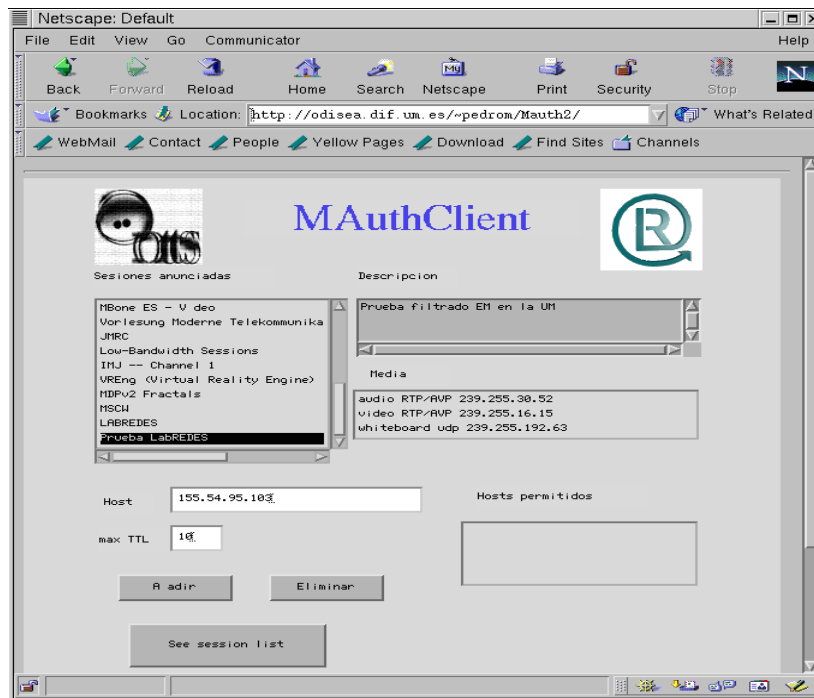 Netscape: Default
File Edit View Go Communicator Help
Back Forward Reload Home Search Netscape Print Security Stop
My
N
Bookmarks Location: http://odisea.dif.um.es/~pedrom/Mauth2/ What's Related
WebMail Contact People Yellow Pages Download Find Sites Channels
MAuthClient
LR
Sesiones anunciadas
Descripcion
MBone ES - V deo
Vorlesung Moderne Telekommunika
JMRC
Low-Bandwidth Sessions
IMJ -- Channel 1
VREng (Virtual Reality Engine)
MDPv2 Fractals
MSCW
LABREDES
Prueba LabREDES
Prueba filtrado EM en la UM
Media
audio RTP/AVP 239.255.30.52
video RTP/AVP 239.255.16.15
whiteboard udp 239.255.192.63
Host 155.54.95.103
Hosts permitidos
max TTL 10
A adir
Eliminar
See session list